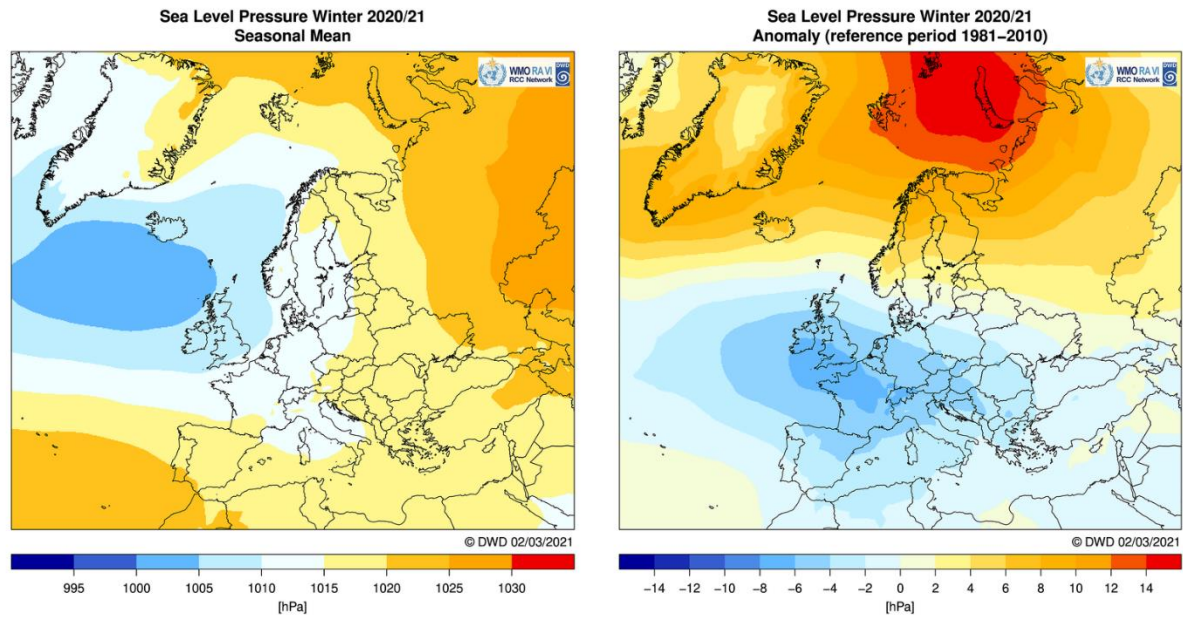 Sea Level Pressure Winter 2020/21
Seasonal Mean
WMO RA VI
RCC Network
DWD
© DWD 02/03/2021
995 1000 1005 1010 1015 1020 1025 1030
[hPa]
Sea Level Pressure Winter 2020/21
Anomaly (reference period 1981−2010)
WMO RA VI
RCC Network
DWD
© DWD 02/03/2021
−14 −12 −10 −8 −6 −4 −2 0 2 4 6 8 10 12 14
[hPa]